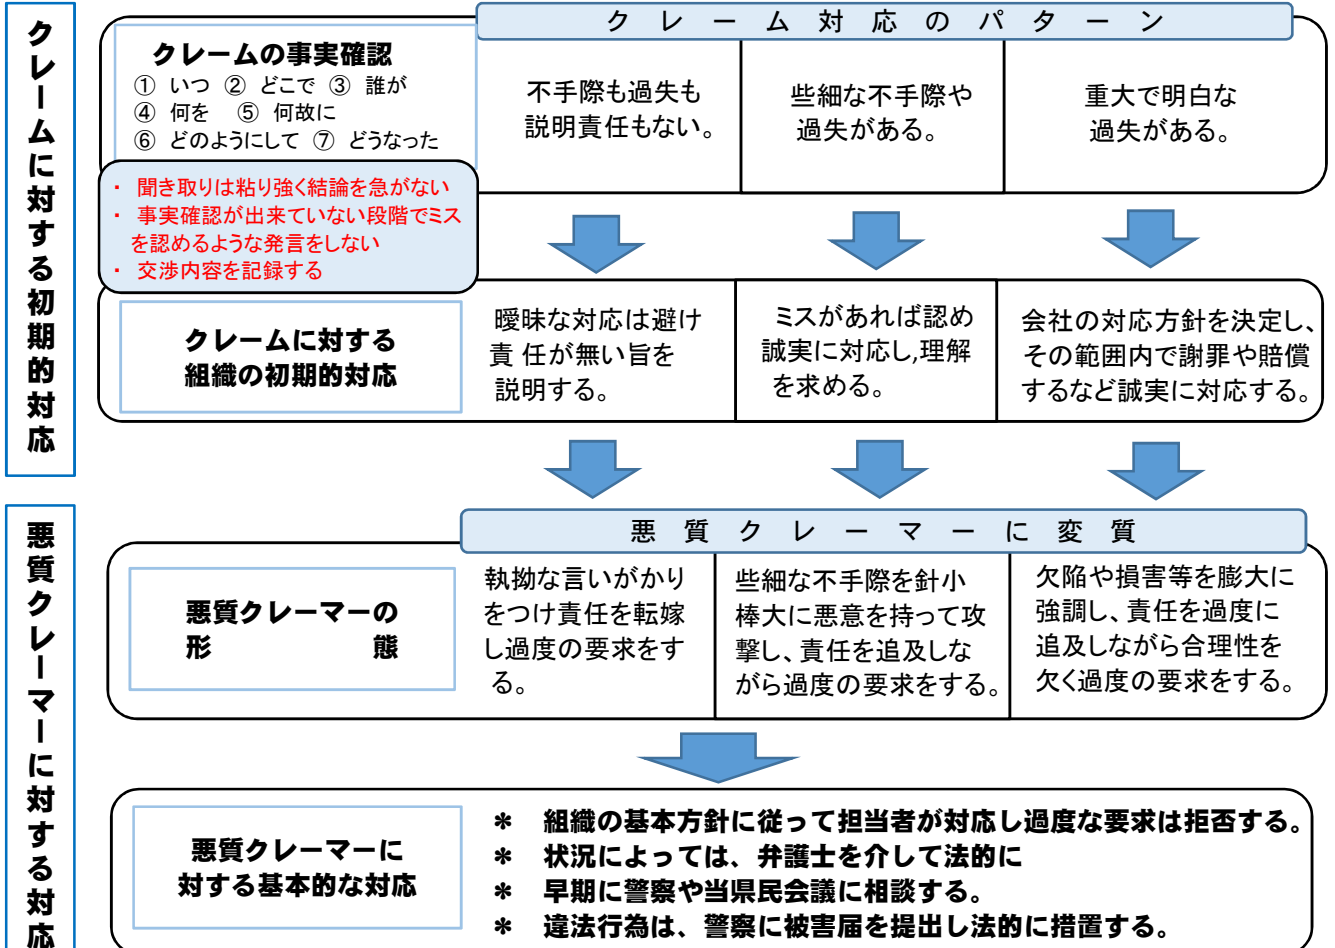 クレームに対する初期的対応
クレーム対応のパターン
クレームの事実確認
① いつ ② どこで ③ 誰が
④ 何を ⑤ 何故に
⑥ どのようにして ⑦ どうなった
不手際も過失も
説明責任もない。
些細な不手際や
過失がある。
重大で明白な
過失がある。
・ 聞き取りは粘り強く結論を急がない
・ 事実確認が出来ていない段階でミス
を認めるような発言をしない
・ 交渉内容を記録する
クレームに対する
組織の初期的対応
曖昧な対応は避け
責 任が無い旨を
説明する。
ミスがあれば認め
誠実に対応し,理解
を求める。
会社の対応方針を決定し、
その範囲内で謝罪や賠償
するなど誠実に対応する。
悪質クレーマーに対する対応
悪質クレーマーに変質
悪質クレーマーの
形 態
執拗な言いがかり
をつけ責任を転嫁
し過度の要求をす
る。
些細な不手際を針小
棒大に悪意を持って攻
撃し、責任を追及しな
がら過度の要求をする。
欠陥や損害等を膨大に
強調し、責任を過度に
追及しながら合理性を
欠く過度の要求をする。
悪質クレーマーに
対する基本的な対応
＊ 組織の基本方針に従って担当者が対応し過度な要求は拒否する。
＊ 状況によっては、弁護士を介して法的に
＊ 早期に警察や当県民会議に相談する。
＊ 違法行為は、警察に被害届を提出し法的に措置する。